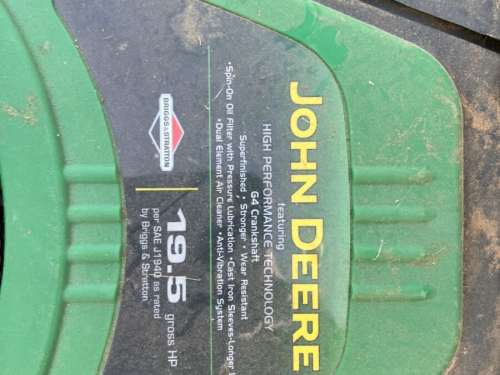 JOHN DEERE
featuring
HIGH PERFORMANCE TECHNOLOGY
G4 Crankshaft
Superfinished • Stronger • Wear Resistant
•Spin-On Oil Filter with Pressure Lubrication •Cast Iron Sleeves-Longer
•Dual Element Air Cleaner •Anti-Vibration System
BRIGGS & STRATTON
19.5 gross HP
per SAE J1940 as rated
by Briggs & Stratton